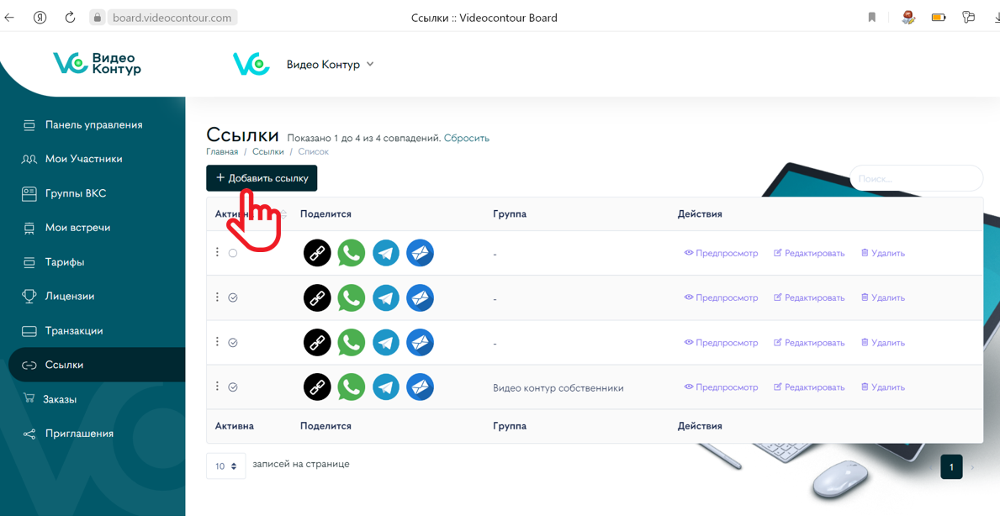 board.videocontour.com
Ссылки :: Videocontour Board
Видео
Контур
Видео Контур
Панель управления
Мои Участники
Группы ВКС
Мои встречи
Тарифы
Лицензии
Транзакции
Ссылки
Заказы
Приглашения
Ссылки Показано 1 до 4 из 4 совпадений. Сбросить
Главная / Ссылки / Список
+ Добавить ссылку
Поиск...
Поделится Группа Действия
- Предпросмотр Редактировать Удалить
- Предпросмотр Редактировать Удалить
- Предпросмотр Редактировать Удалить
Видео контур собственники Предпросмотр Редактировать Удалить
Активна Поделится Группа Действия
10 записей на странице
1